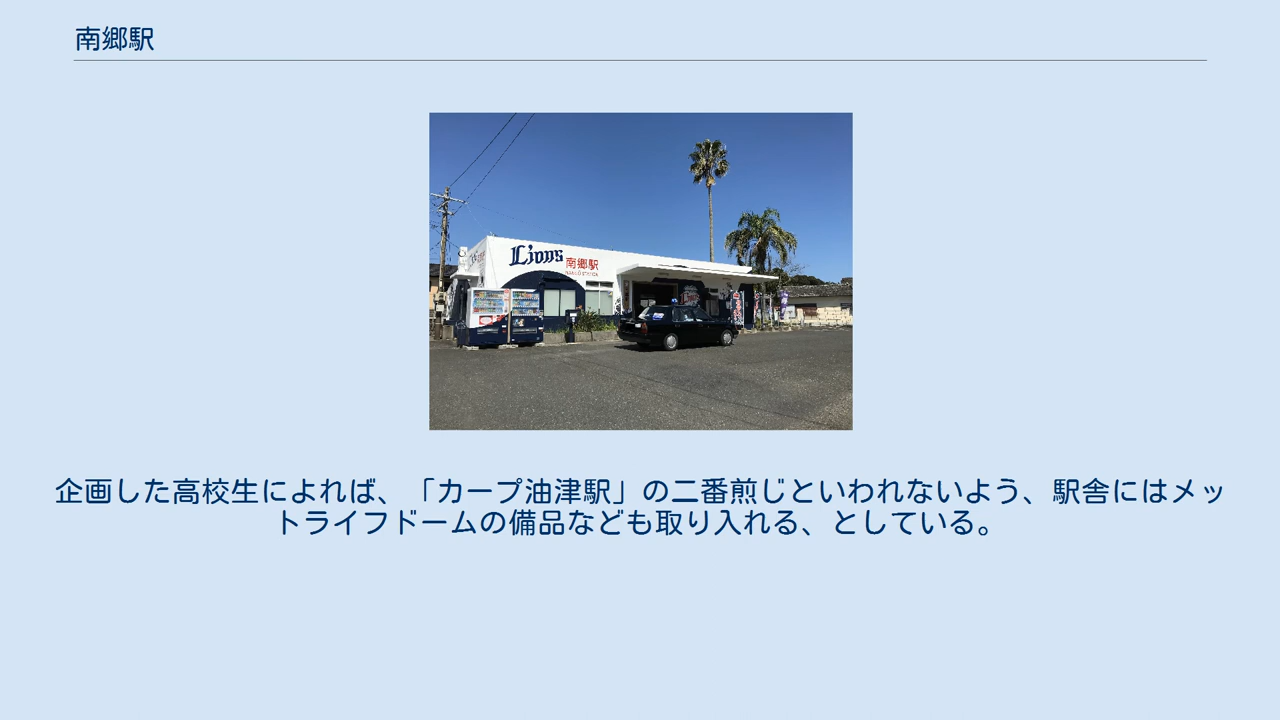 南郷駅
Lions 南郷駅
企画した高校生によれば、「カープ油津駅」の二番煎じといわれないよう、駅舎にはメッ
トライフドームの備品なども取り入れる、としている。